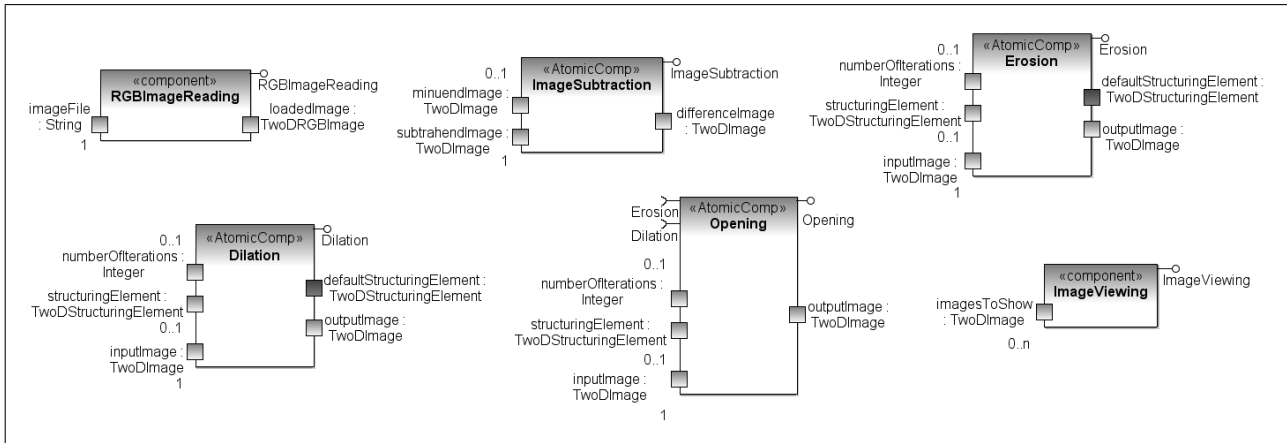 «component»
RGBImageReading
RGBImageReading
imageFile
: String
1
loadedImage :
TwoDRGBImage
«AtomicComp»
ImageSubtraction
ImageSubtraction
0..1
minuendImage :
TwoDImage
subtrahendImage :
TwoDImage
1
differenceImage
: TwoDImage
«AtomicComp»
Erosion
Erosion
0..1
numberOfIterations :
Integer
structuringElement :
TwoDStructuringElement
0..1
inputImage :
TwoDImage
1
defaultStructuringElement :
TwoDStructuringElement
outputImage :
TwoDImage
«AtomicComp»
Dilation
Dilation
0..1
numberOfIterations :
Integer
structuringElement :
TwoDStructuringElement
0..1
inputImage :
TwoDImage
1
defaultStructuringElement :
TwoDStructuringElement
outputImage :
TwoDImage
Erosion
Dilation
«AtomicComp»
Opening
Opening
0..1
numberOfIterations :
Integer
structuringElement :
TwoDStructuringElement
0..1
inputImage :
TwoDImage
1
outputImage :
TwoDImage
«component»
ImageViewing
ImageViewing
imagesToShow
: TwoDImage
0..n